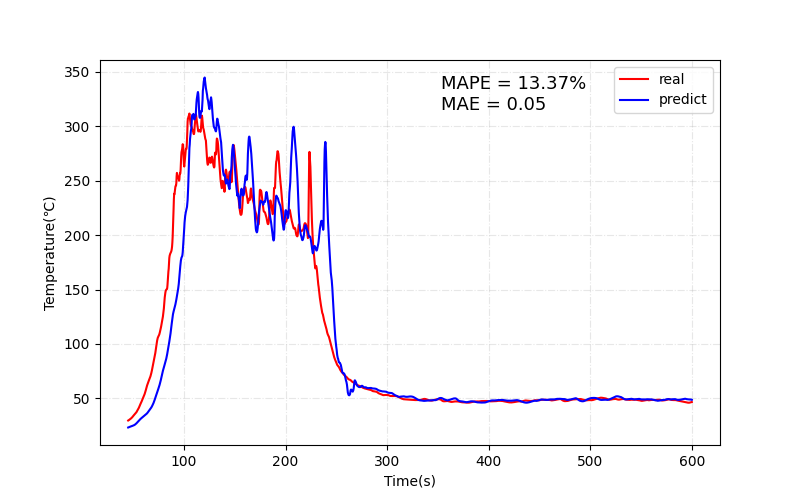 MAPE = 13.37%
MAE = 0.05
real
predict
Temperature(℃)
350
300
250
200
150
100
50
100 200 300 400 500 600
Time(s)